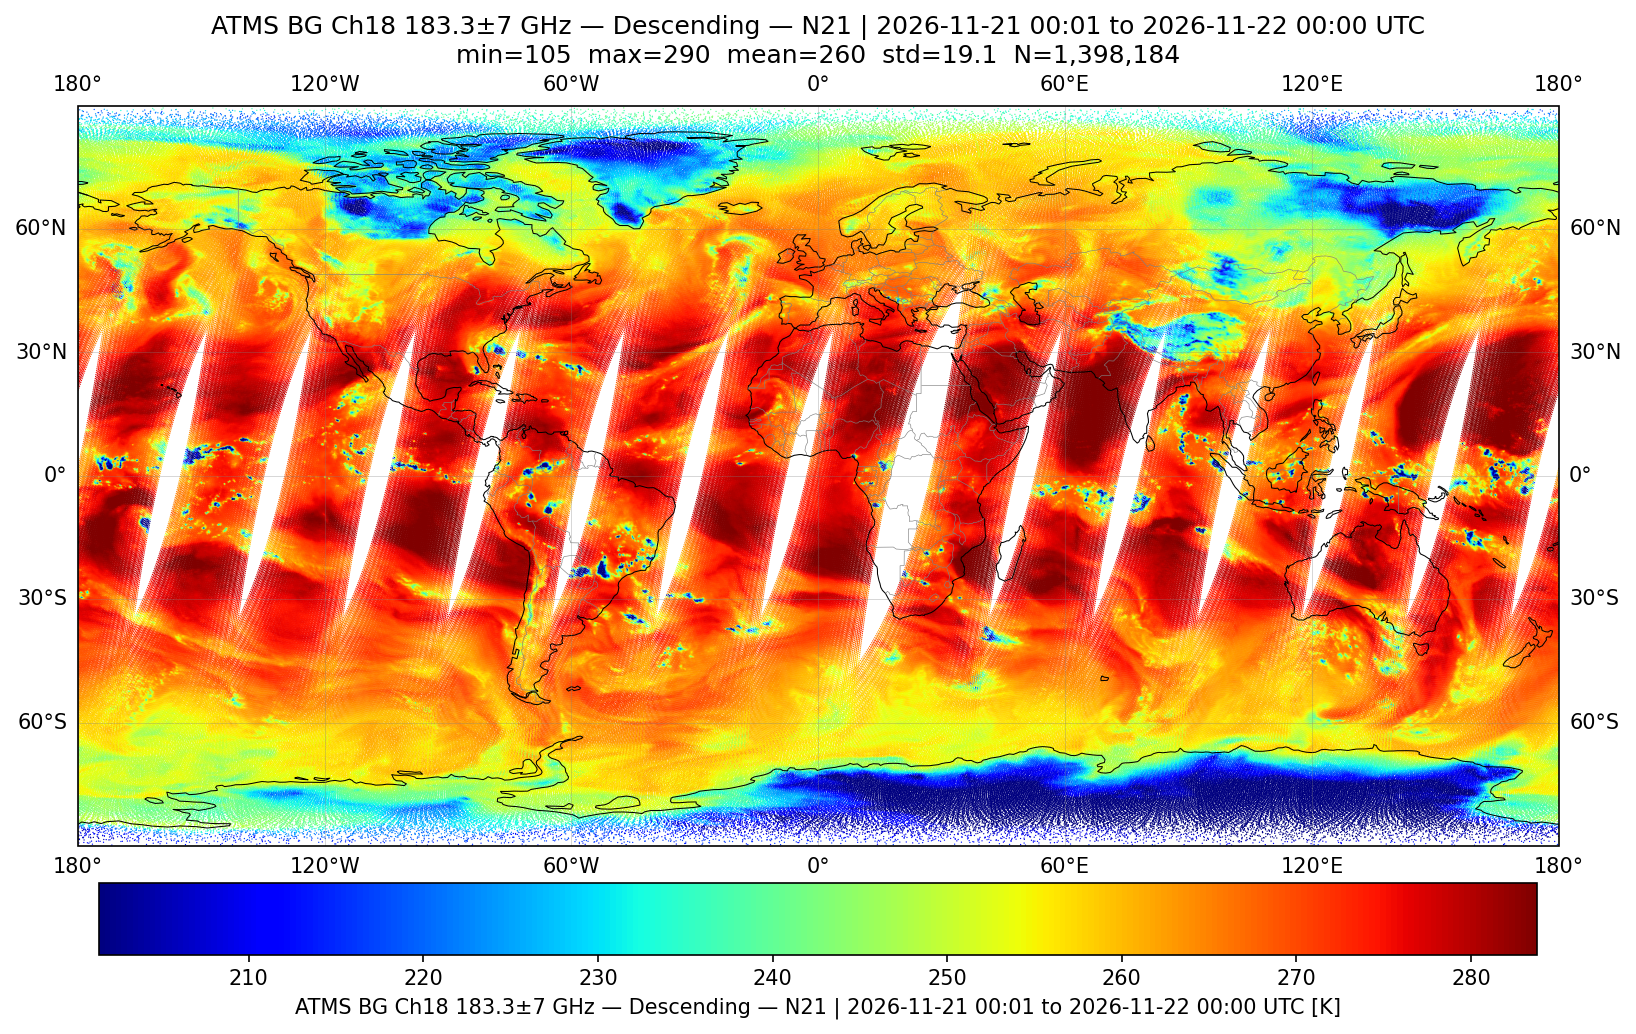 ATMS BG Ch18 183.3±7 GHz — Descending — N21 | 2026-11-21 00:01 to 2026-11-22 00:00 UTC
min=105 max=290 mean=260 std=19.1 N=1,398,184
180° 120°W 60°W 0° 60°E 120°E 180°
60°N 60°N
30°N 30°N
0° 0°
30°S 30°S
60°S 60°S
180° 120°W 60°W 0° 60°E 120°E 180°
210 220 230 240 250 260 270 280
ATMS BG Ch18 183.3±7 GHz — Descending — N21 | 2026-11-21 00:01 to 2026-11-22 00:00 UTC [K]